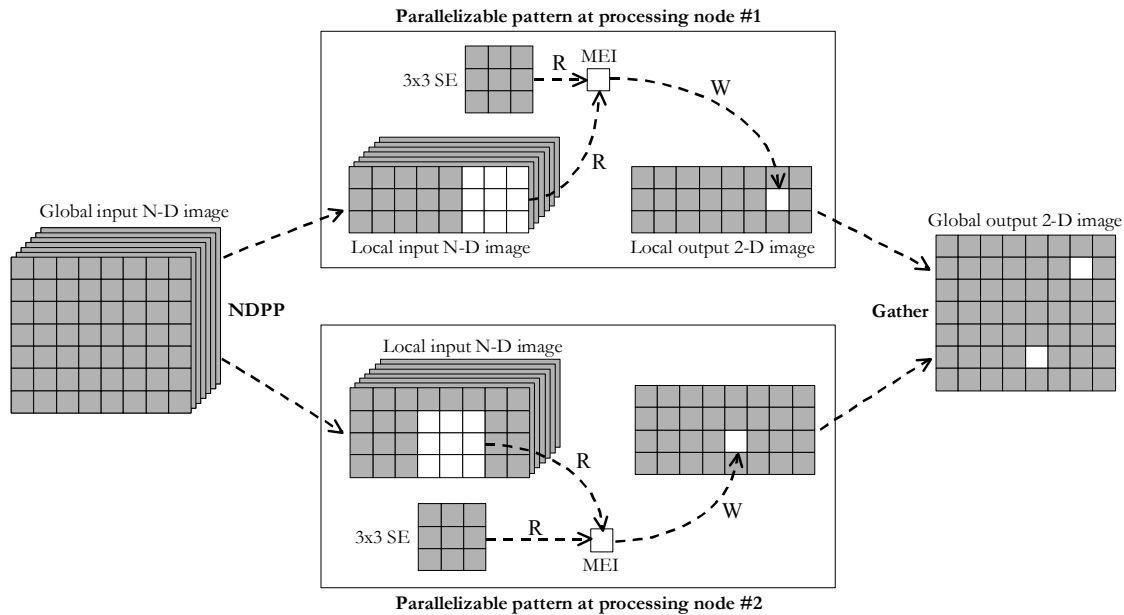 Parallelizable pattern at processing node #1
MEI
3x3 SE
R
W
R
Global input N-D image
Local input N-D image
Local output 2-D image
Global output 2-D image
NDPP
Gather
Local input N-D image
R
W
3x3 SE
R
MEI
Parallelizable pattern at processing node #2